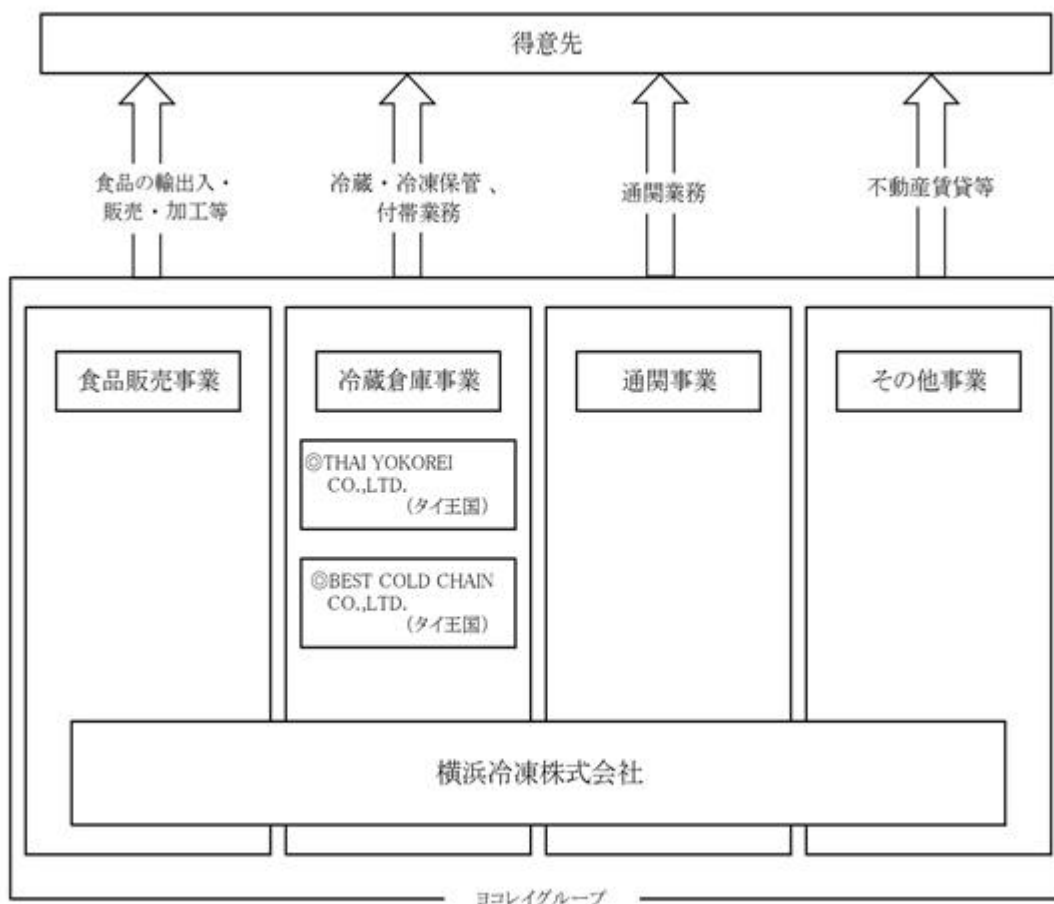 得意先
食品の輸出入・
販売・加工等
冷蔵・冷凍保管、
付帯業務
通関業務
不動産賃貸等
食品販売事業
冷蔵倉庫事業
通関事業
その他事業
◎THAI YOKOREI
CO.,LTD.
(タイ王国)
◎BEST COLD CHAIN
CO.,LTD.
(タイ王国)
横浜冷凍株式会社
ヨコレイグループ